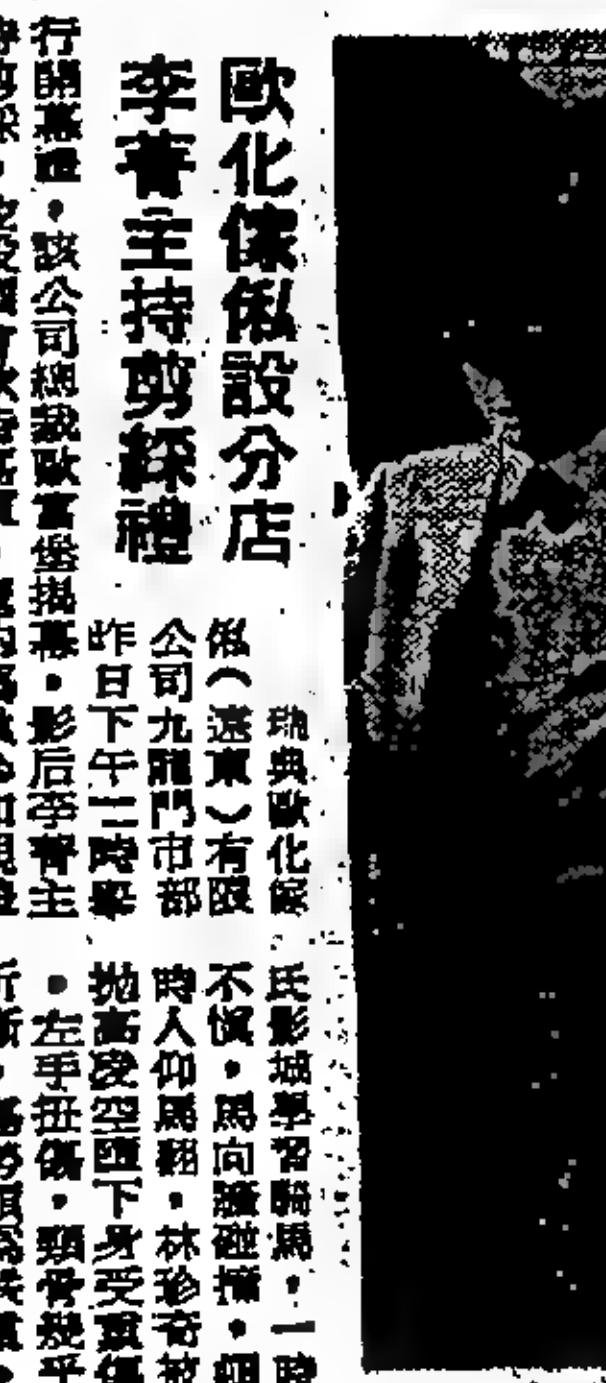 歐化傢俬設分店
李菁主持剪綵禮
瑞典歐化傢
俬（遠東）有限
公司九龍門市部
昨日下午二時舉
行開幕禮，該公司總裁歐富堡揭幕，影后李菁主
氏影城學習騎馬，一時
不慎，馬向牆碰撞，
時人仰馬翻，林珍奇被
拋高凌空墮下身受重傷
，左手扭傷，頸骨幾乎